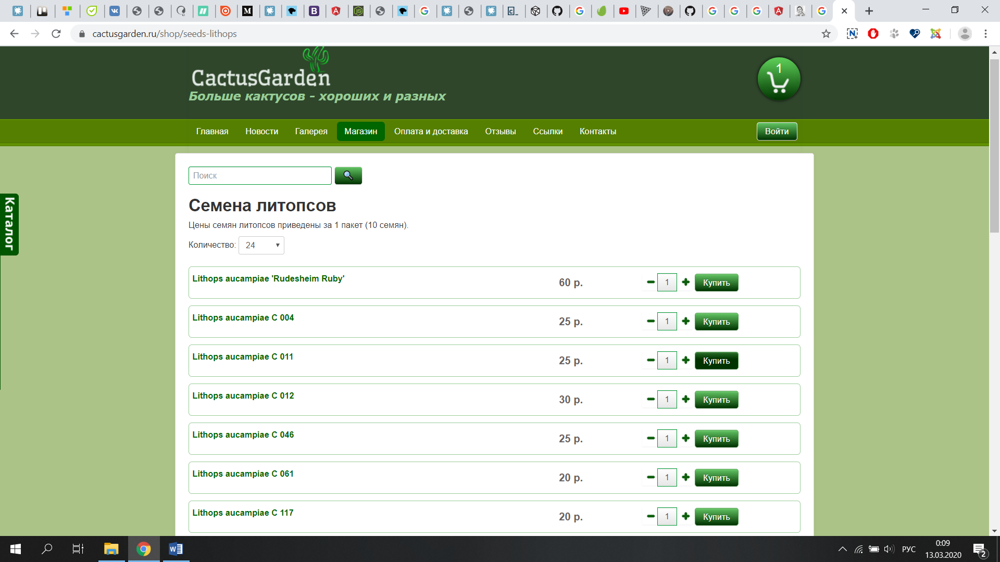 cactusgarden.ru/shop/seeds-lithops
CactusGarden
1
Больше кактусов - хороших и разных
Главная Новости Галерея Магазин Оплата и доставка Отзывы Ссылки Контакты Войти
Поиск
Каталог
Семена литопсов
Цены семян литопсов приведены за 1 пакет (10 семян).
Количество: 24
Lithops aucampiae 'Rudesheim Ruby' 60 р. 1 Купить
Lithops aucampiae C 004 25 р. 1 Купить
Lithops aucampiae C 011 25 р. 1 Купить
Lithops aucampiae C 012 30 р. 1 Купить
Lithops aucampiae C 046 25 р. 1 Купить
Lithops aucampiae C 061 20 р. 1 Купить
Lithops aucampiae C 117 20 р. 1 Купить
РУС
0:09
13.03.2020
2